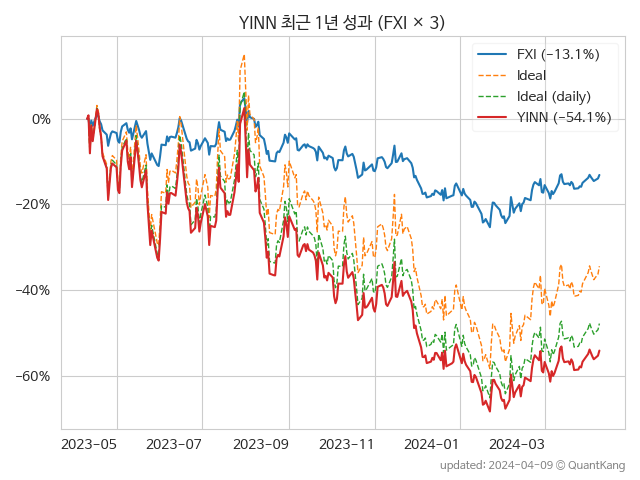 YINN 최근 1년 성과 (FXI × 3)
FXI (−13.1%)
Ideal
Ideal (daily)
YINN (−54.1%)
0%
−20%
−40%
−60%
2023−05 2023−07 2023−09 2023−11 2024−01 2024−03
updated: 2024−04−09 © QuantKang